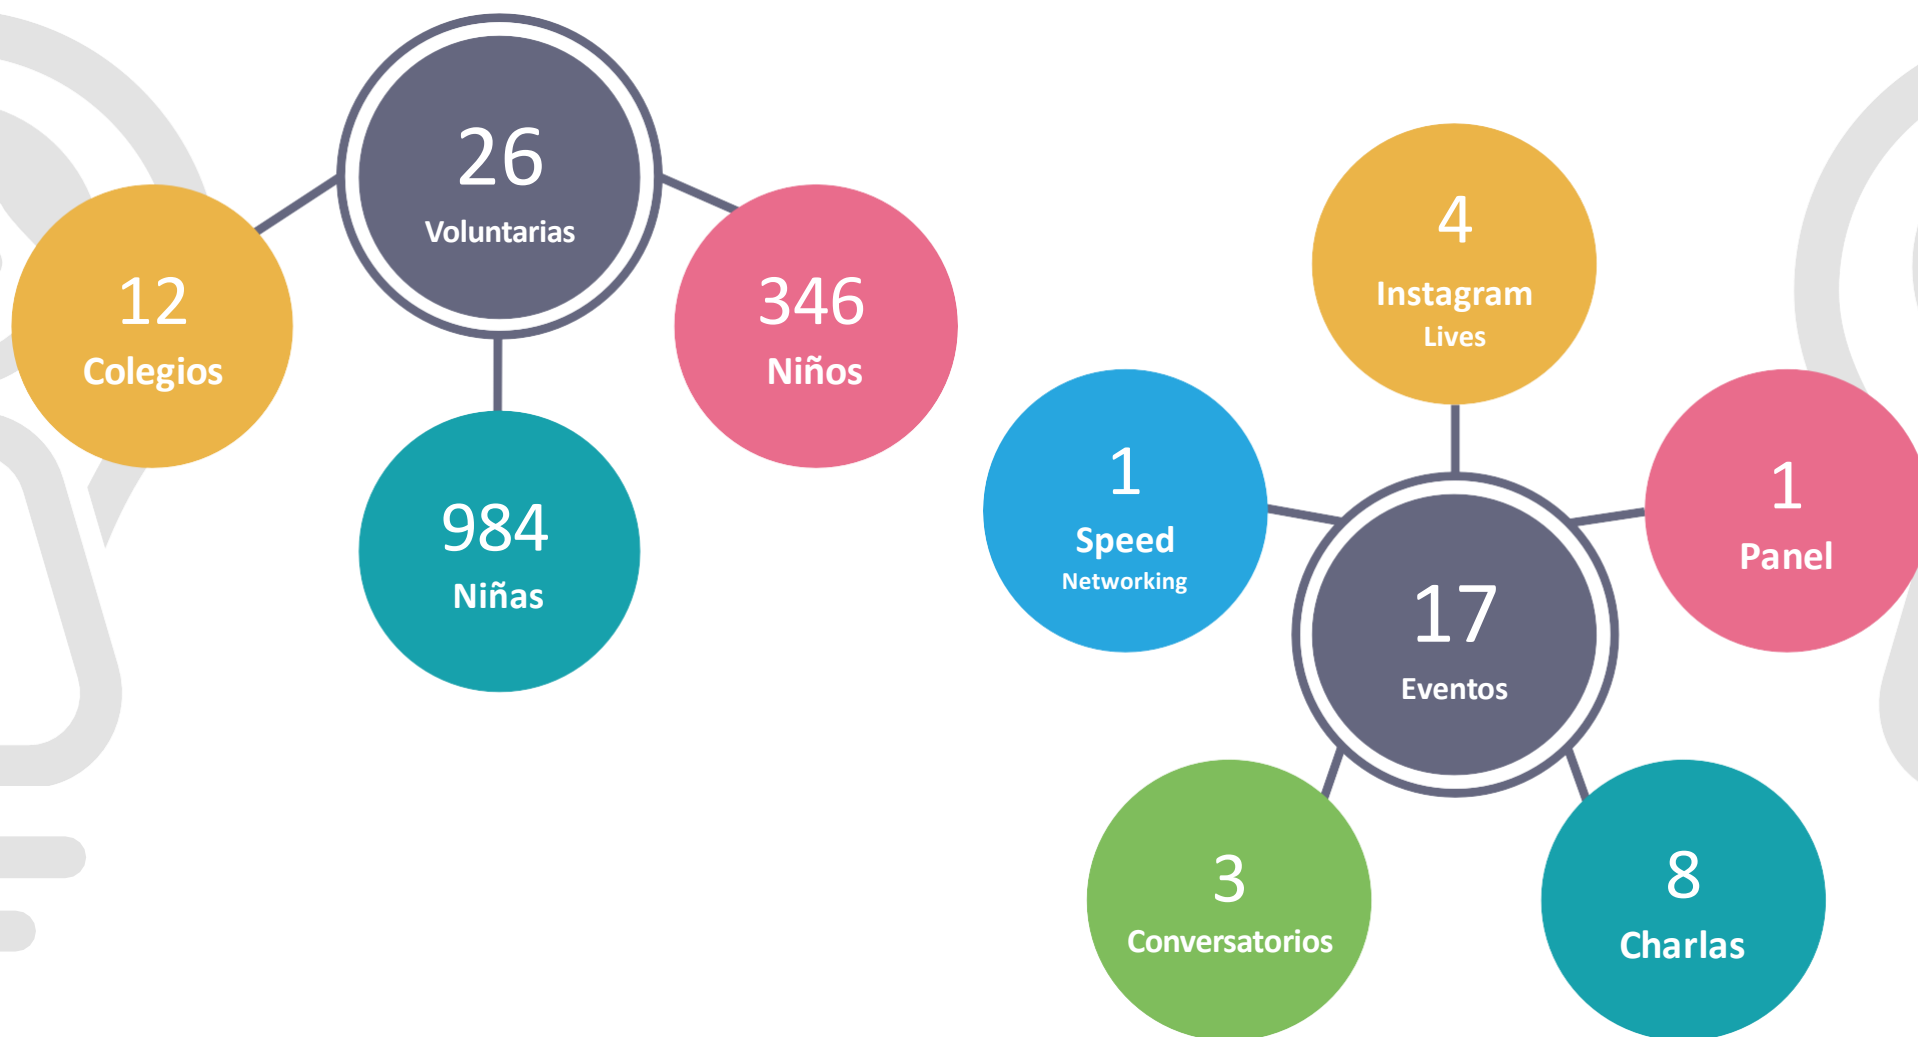 26
Voluntarias
12
Colegios
346
Niños
984
Niñas
4
Instagram
Lives
1
Speed
Networking
1
Panel
17
Eventos
3
Conversatorios
8
Charlas